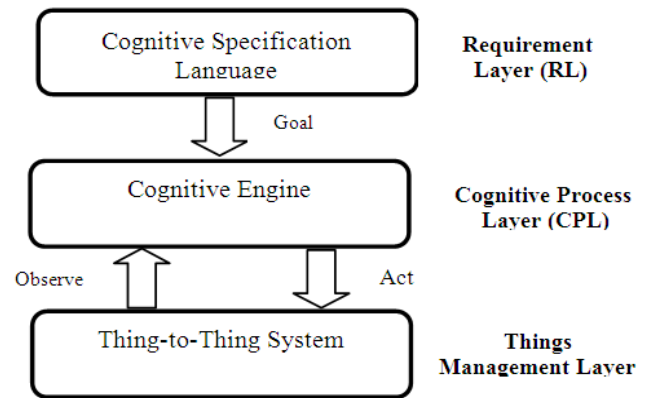 Cognitive Specification
Language
Requirement
Layer (RL)
Goal
Cognitive Engine
Cognitive Process
Layer (CPL)
Observe
Act
Thing-to-Thing System
Things
Management Layer